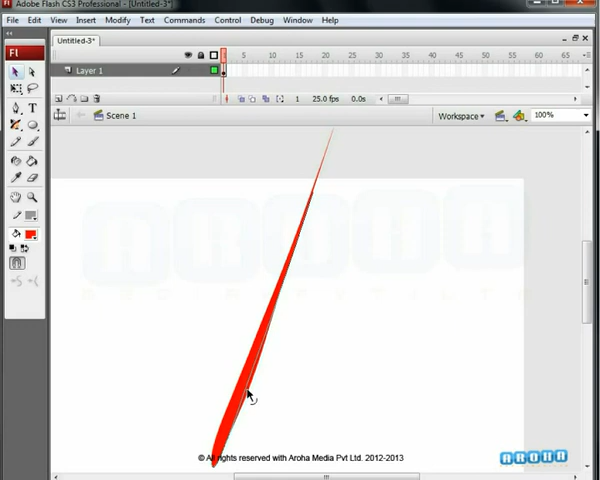 Adobe Flash CS3 Professional - [Untitled-3*]
File Edit View Insert Modify Text Commands Control Debug Window Help
Fl
Untitled-3*
5 10 15 20 25 30 35 40 45 50 55 60 65
Layer 1
1 25.0 fps 0.0s
Scene 1 Workspace 100%
AROHA
© All rights reserved with Aroha Media Pvt Ltd. 2012-2013
AROHA